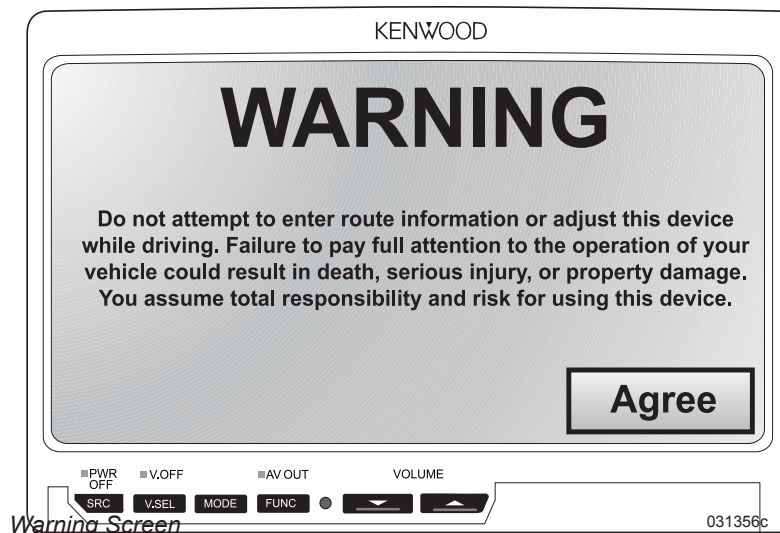 KENWOOD
WARNING
Do not attempt to enter route information or adjust this device
while driving. Failure to pay full attention to the operation of your
vehicle could result in death, serious injury, or property damage.
You assume total responsibility and risk for using this device.
Agree
PWR OFF V.OFF AV OUT VOLUME
SRC V.SEL MODE FUNC
Warning Screen 031356c